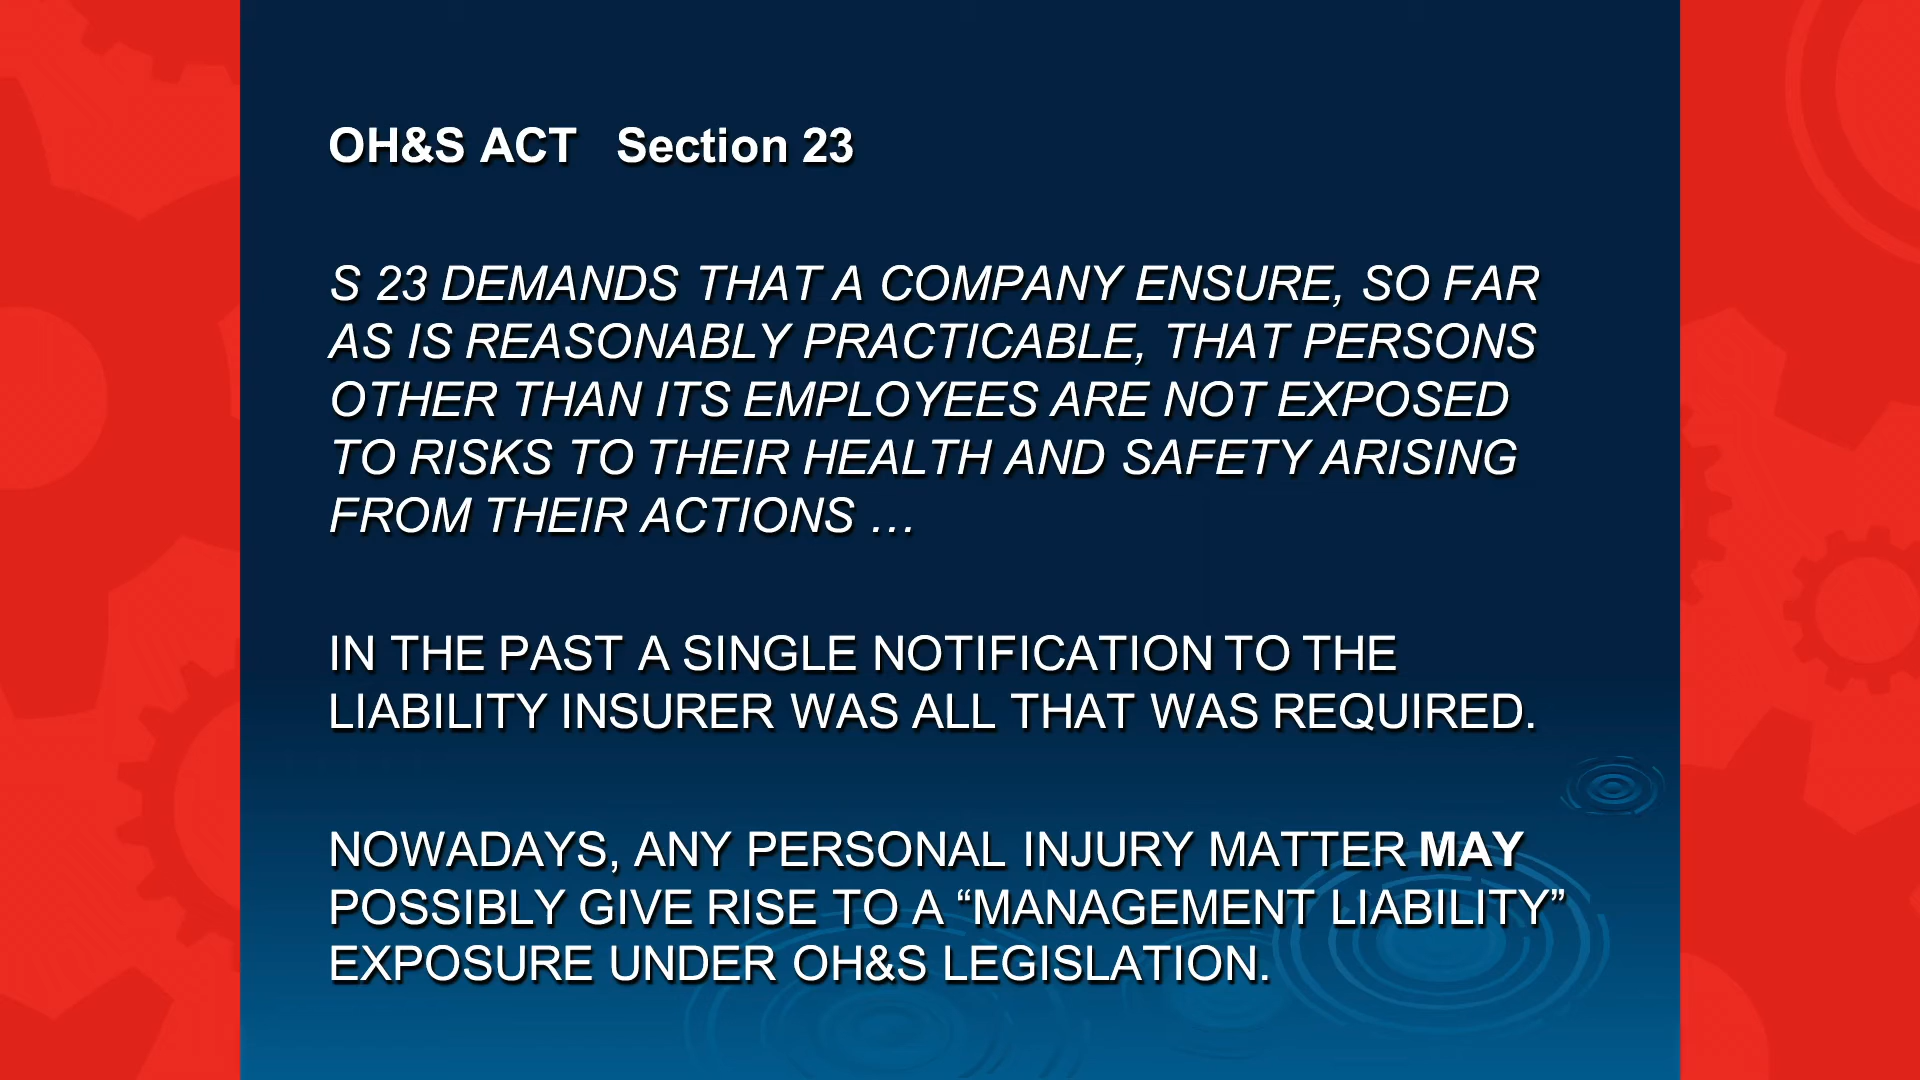 OH&S ACT Section 23
S 23 DEMANDS THAT A COMPANY ENSURE, SO FAR
AS IS REASONABLY PRACTICABLE, THAT PERSONS
OTHER THAN ITS EMPLOYEES ARE NOT EXPOSED
TO RISKS TO THEIR HEALTH AND SAFETY ARISING
FROM THEIR ACTIONS …
IN THE PAST A SINGLE NOTIFICATION TO THE
LIABILITY INSURER WAS ALL THAT WAS REQUIRED.
NOWADAYS, ANY PERSONAL INJURY MATTER MAY
POSSIBLY GIVE RISE TO A “MANAGEMENT LIABILITY”
EXPOSURE UNDER OH&S LEGISLATION.